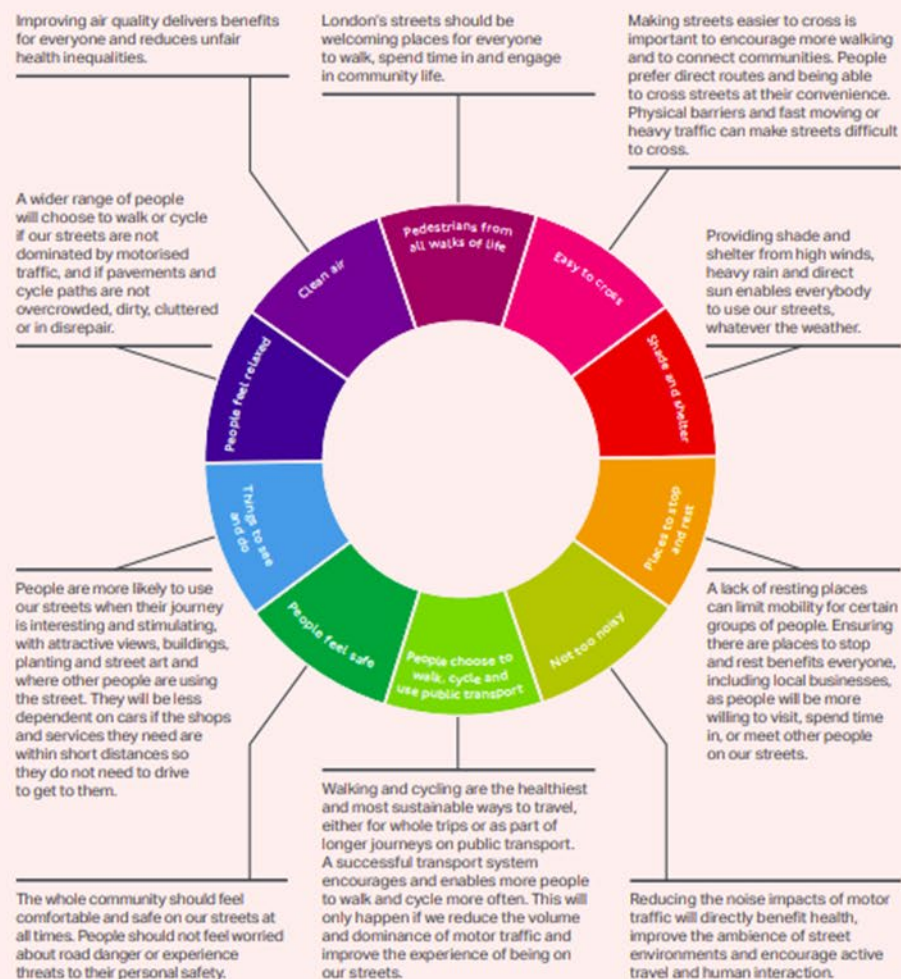 Improving air quality delivers benefits
for everyone and reduces unfair
health inequalities.
London's streets should be
welcoming places for everyone
to walk, spend time in and engage
in community life.
Making streets easier to cross is
important to encourage more walking
and to connect communities. People
prefer direct routes and being able
to cross streets at their convenience.
Physical barriers and fast moving or
heavy traffic can make streets difficult
to cross.
A wider range of people
will choose to walk or cycle
if our streets are not
dominated by motorised
traffic, and if pavements and
cycle paths are not
overcrowded, dirty, cluttered
or in disrepair.
Providing shade and
shelter from high winds,
heavy rain and direct
sun enables everybody
to use our streets,
whatever the weather.
Pedestrians from
all walks of life
Easy to cross
Shade and shelter
Places to stop
and rest
Not too noisy
People choose to
walk, cycle and
use public transport
People feel safe
Things to see
and do
People feel relaxed
Clean air
People are more likely to use
our streets when their journey
is interesting and stimulating,
with attractive views, buildings,
planting and street art and
where other people are using
the street. They will be less
dependent on cars if the shops
and services they need are
within short distances so
they do not need to drive
to get to them.
A lack of resting places
can limit mobility for certain
groups of people. Ensuring
there are places to stop
and rest benefits everyone,
including local businesses,
as people will be more
willing to visit, spend time
in, or meet other people
on our streets.
The whole community should feel
comfortable and safe on our streets at
all times. People should not feel worried
about road danger or experience
threats to their personal safety.
Walking and cycling are the healthiest
and most sustainable ways to travel,
either for whole trips or as part of
longer journeys on public transport.
A successful transport system
encourages and enables more people
to walk and cycle more often. This will
only happen if we reduce the volume
and dominance of motor traffic and
improve the experience of being on
our streets.
Reducing the noise impacts of motor
traffic will directly benefit health,
improve the ambience of street
environments and encourage active
travel and human interaction.